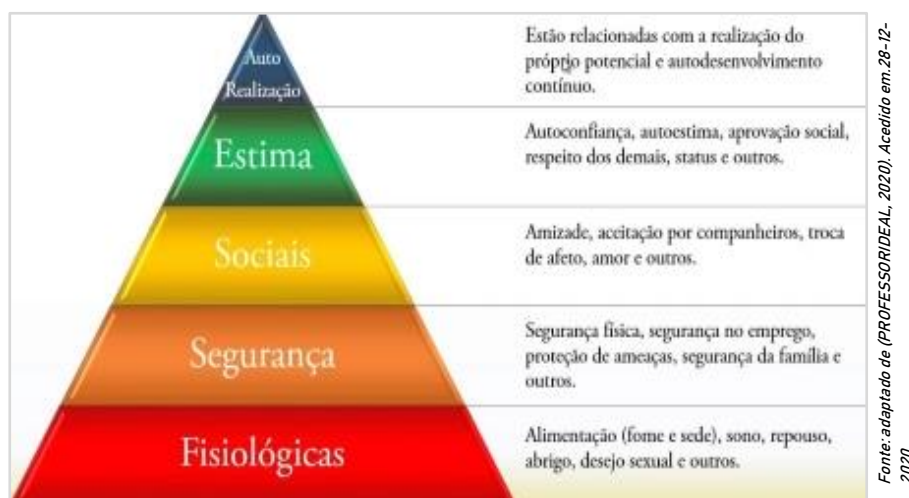 Auto
Realização
Estão relacionadas com a realização do
próprio potencial e autodesenvolvimento
contínuo.
Estima
Autoconfiança, autoestima, aprovação social,
respeito dos demais, status e outros.
Sociais
Amizade, aceitação por companheiros, troca
de afeto, amor e outros.
Segurança
Segurança física, segurança no emprego,
proteção de ameaças, segurança da família e
outros.
Fisiológicas
Alimentação (fome e sede), sono, repouso,
abrigo, desejo sexual e outros.
Fonte: adaptado de (PROFESSORIDEAL, 2020). Acedido em.28-12-
2020